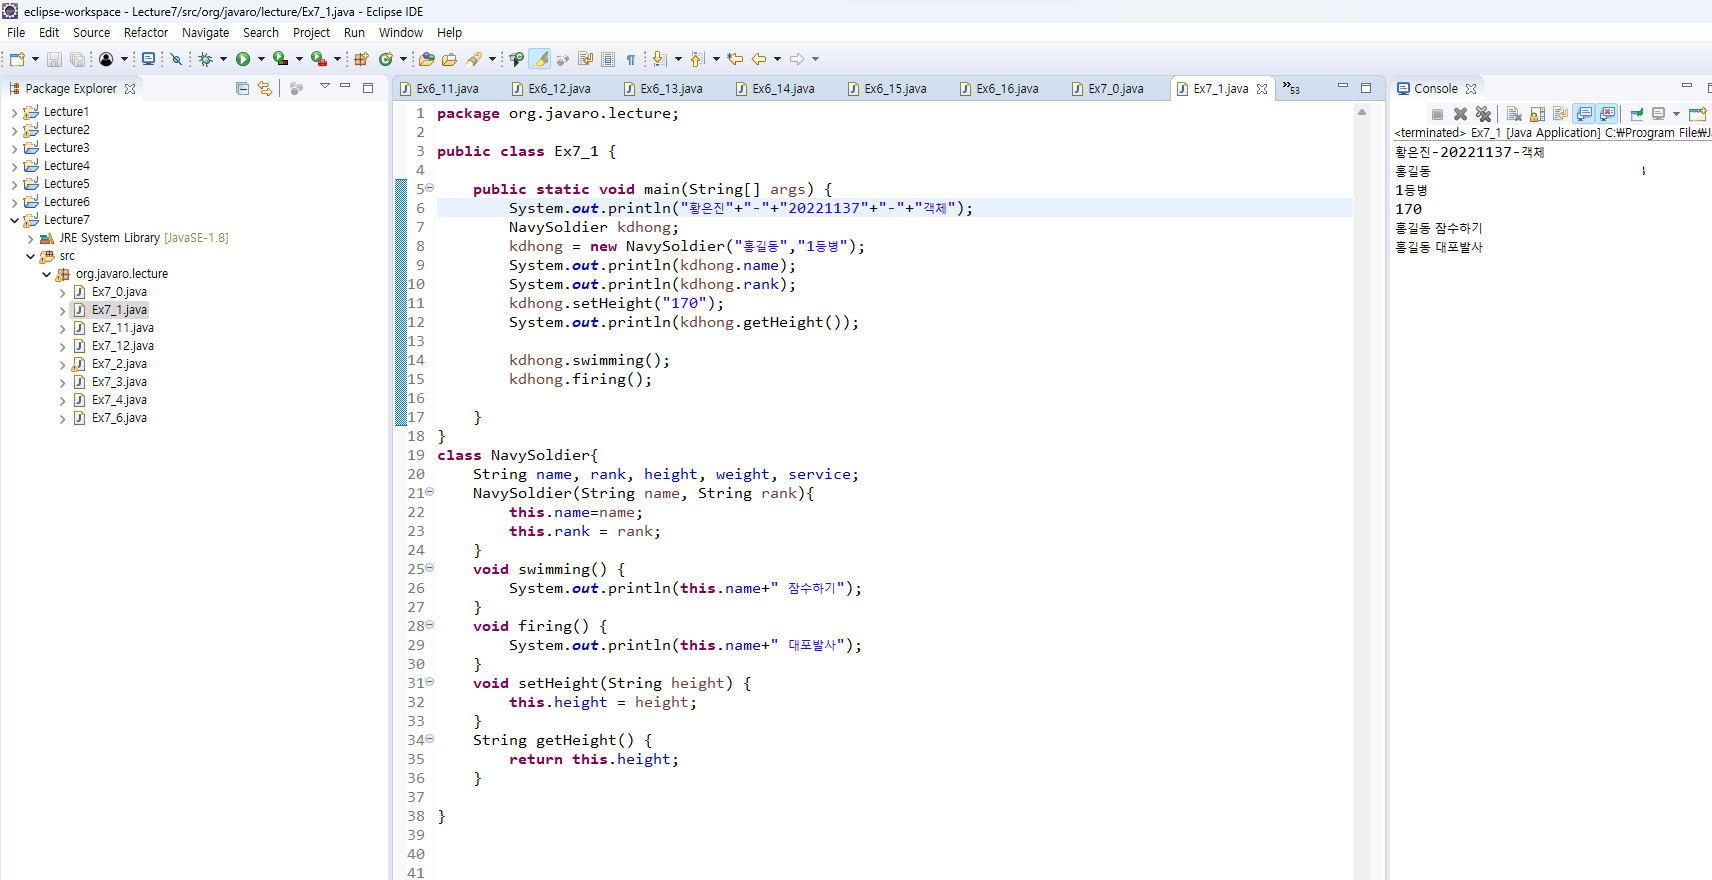 eclipse-workspace - Lecture7/src/org/javaro/lecture/Ex7_1.java - Eclipse IDE
File Edit Source Refactor Navigate Search Project Run Window Help
Package Explorer
Lecture1
Lecture2
Lecture3
Lecture4
Lecture5
Lecture6
Lecture7
JRE System Library [JavaSE-1.8]
src
org.javaro.lecture
Ex7_0.java
Ex7_1.java
Ex7_11.java
Ex7_12.java
Ex7_2.java
Ex7_3.java
Ex7_4.java
Ex7_6.java
Ex6_11.java Ex6_12.java Ex6_13.java Ex6_14.java Ex6_15.java Ex6_16.java Ex7_0.java Ex7_1.java »53
1 package org.javaro.lecture;
2
3 public class Ex7_1 {
4
5 public static void main(String[] args) {
6 System.out.println("황은진"+"-"+"20221137"+"-"+"객체");
7 NavySoldier kdhong;
8 kdhong = new NavySoldier("홍길동","1등병");
9 System.out.println(kdhong.name);
10 System.out.println(kdhong.rank);
11 kdhong.setHeight("170");
12 System.out.println(kdhong.getHeight());
13
14 kdhong.swimming();
15 kdhong.firing();
16
17 }
18 }
19 class NavySoldier{
20 String name, rank, height, weight, service;
21 NavySoldier(String name, String rank){
22 this.name=name;
23 this.rank = rank;
24 }
25 void swimming() {
26 System.out.println(this.name+" 잠수하기");
27 }
28 void firing() {
29 System.out.println(this.name+" 대포발사");
30 }
31 void setHeight(String height) {
32 this.height = height;
33 }
34 String getHeight() {
35 return this.height;
36 }
37
38 }
39
40
41
Console
<terminated> Ex7_1 [Java Application] C:₩Program File₩J
황은진-20221137-객체
홍길동
1등병
170
홍길동 잠수하기
홍길동 대포발사